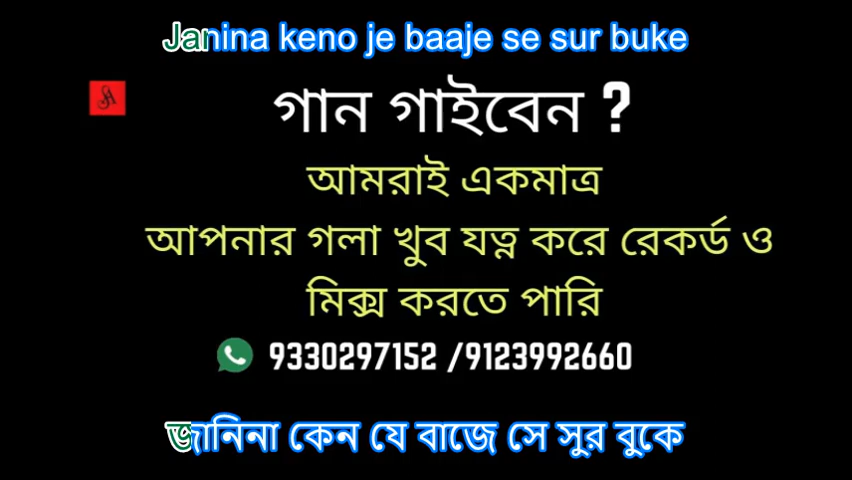 Janina keno je baaje se sur buke
গান গাইবেন ?
আমরাই একমাত্র
আপনার গলা খুব যত্ন করে রেকর্ড ও
মিক্স করতে পারি
9330297152 /9123992660
জানিনা কেন যে বাজে সে সুর বুকে